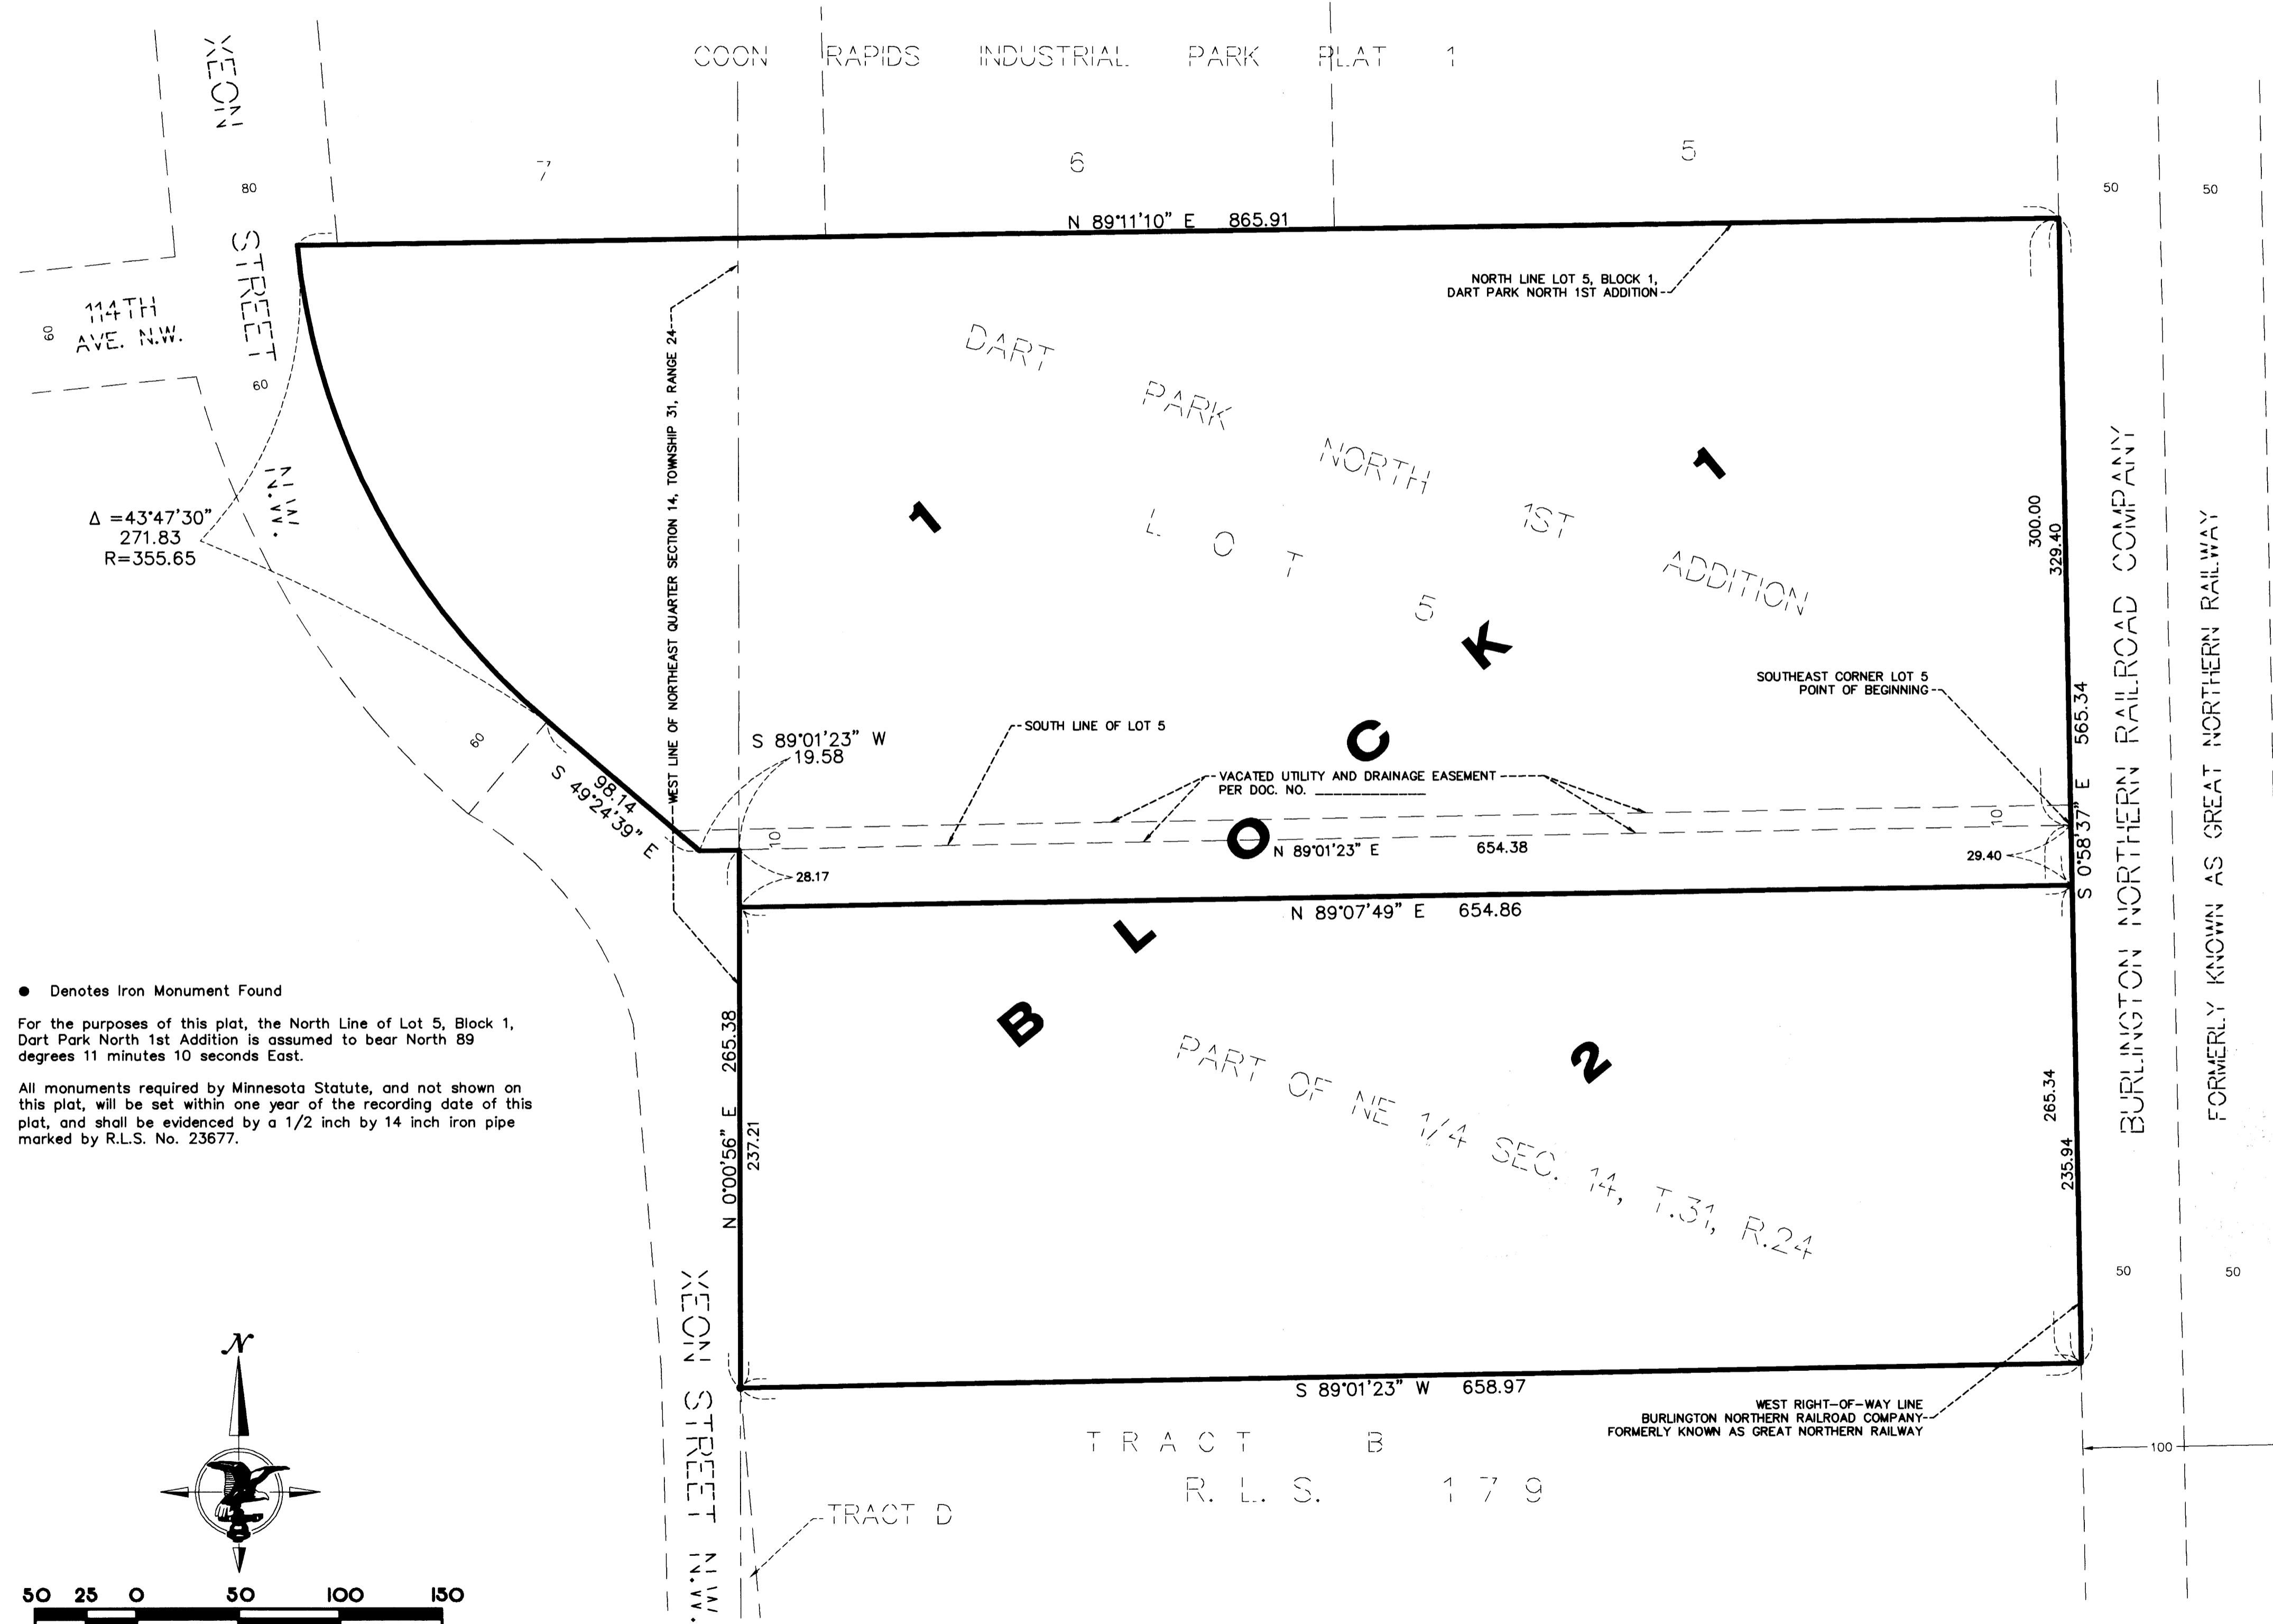 COON RAPIDS INDUSTRIAL PARK PLAT 1
XEON STREET N.W.
80
7
6
5
50
50
N 89°11'10" E 865.91
114TH
AVE. N.W.
60
60
NORTH LINE LOT 5, BLOCK 1,
DART PARK NORTH 1ST ADDITION
WEST LINE OF NORTHEAST QUARTER SECTION 14, TOWNSHIP 31, RANGE 24
DART PARK NORTH 1ST ADDITION
LOT 5
1
1
BLOCK
Δ =43°47'30"
271.83
R=355.65
300.00
329.40
BURLINGTON NORTHERN RAILROAD COMPANY
FORMERLY KNOWN AS GREAT NORTHERN RAILWAY
SOUTHEAST CORNER LOT 5
POINT OF BEGINNING
S 0°58'37" E 565.34
60
98.14
S 49°24'39" E
S 89°01'23" W
19.58
SOUTH LINE OF LOT 5
VACATED UTILITY AND DRAINAGE EASEMENT
PER DOC. NO. ______________
10
10
N 89°01'23" E 654.38
29.40
28.17
N 89°07'49" E 654.86
2
PART OF NE 1/4 SEC. 14, T.31, R.24
N 0°00'56" E 265.38
237.21
265.34
235.94
● Denotes Iron Monument Found
For the purposes of this plat, the North Line of Lot 5, Block 1,
Dart Park North 1st Addition is assumed to bear North 89
degrees 11 minutes 10 seconds East.
All monuments required by Minnesota Statute, and not shown on
this plat, will be set within one year of the recording date of this
plat, and shall be evidenced by a 1/2 inch by 14 inch iron pipe
marked by R.L.S. No. 23677.
50
50
XEON STREET N.W.
S 89°01'23" W 658.97
WEST RIGHT-OF-WAY LINE
BURLINGTON NORTHERN RAILROAD COMPANY
FORMERLY KNOWN AS GREAT NORTHERN RAILWAY
100
TRACT B
R. L. S. 179
TRACT D
N
50 25 0 50 100 150